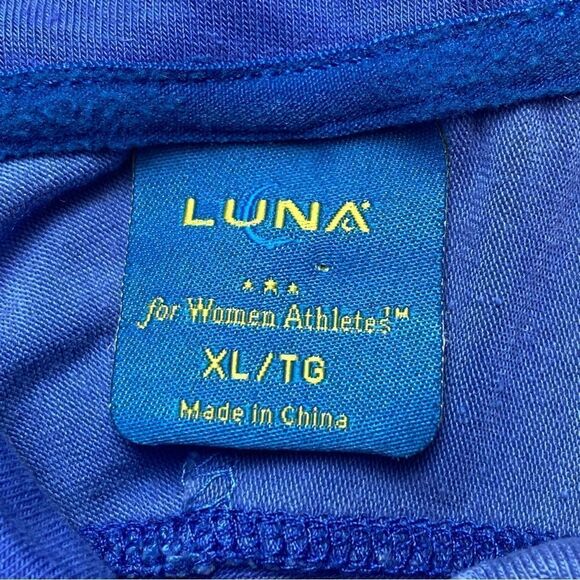 LUNA
for Women Athletes™
XL/TG
Made in China